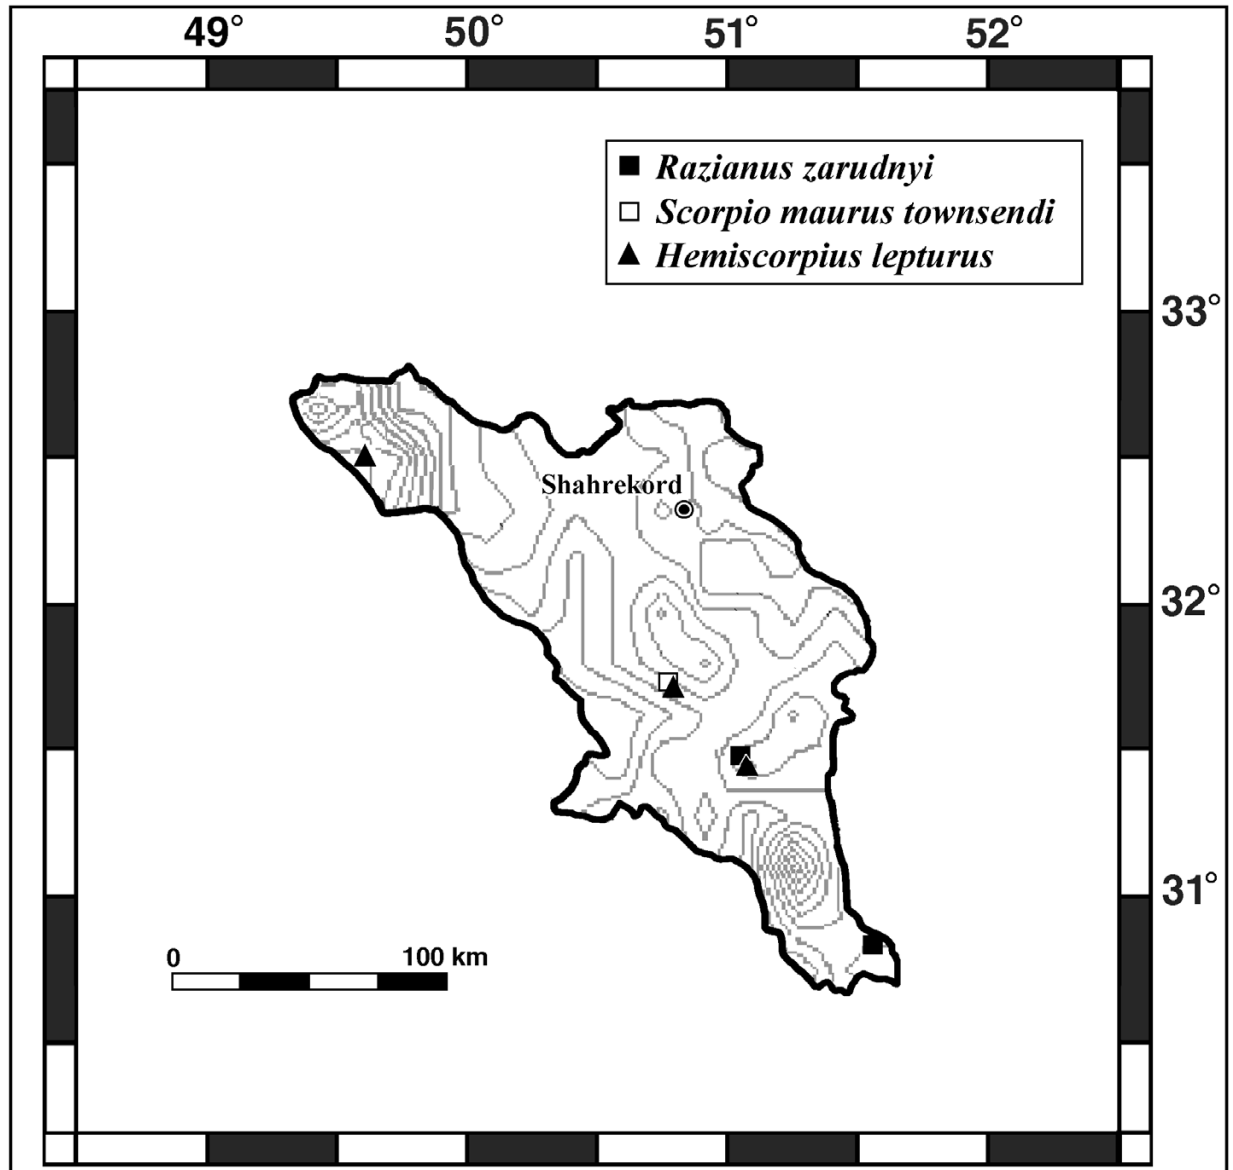 49° 50° 51° 52°
Razianus zarudnyi
Scorpio maurus townsendi
Hemiscorpius lepturus
33°
Shahrekord
32°
31°
0 100 km